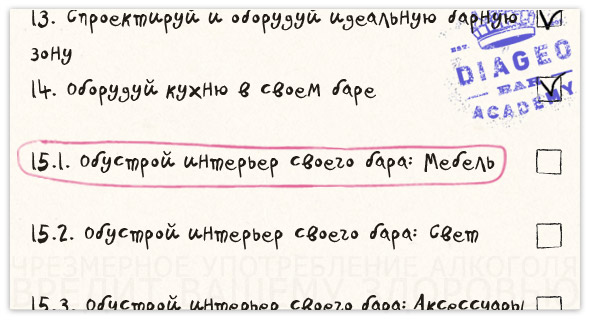 13. Спроектируй и оборудуй идеальную барную
зону
14. Оборудуй кухню в своем баре
DIAGEO
BAR
ACADEMY
15.1. Обустрой интерьер своего бара: Мебель
15.2. Обустрой интерьер своего бара: Свет
ЧРЕЗМЕРНОЕ УПОТРЕБЛЕНИЕ АЛКОГОЛЯ
ВРЕДИТ ВАШЕМУ ЗДОРОВЬЮ
15.3. Обустрой интерьер своего бара: Аксессуары